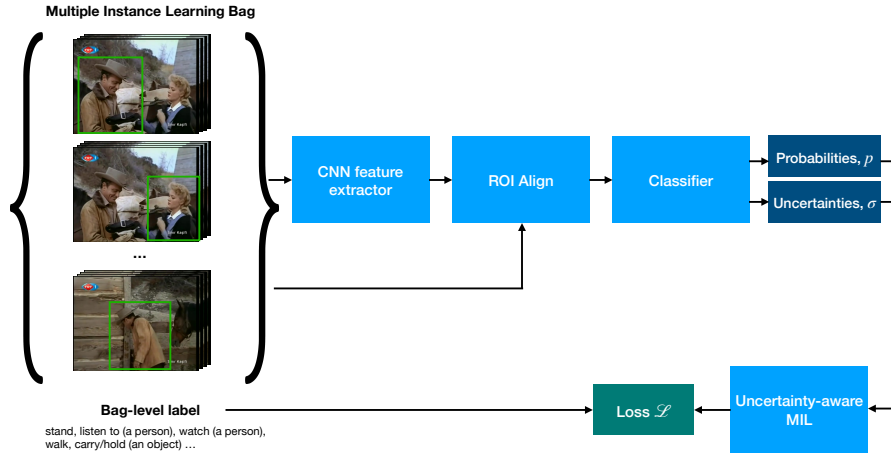 Multiple Instance Learning Bag
...
Bag-level label
stand, listen to (a person), watch (a person),
walk, carry/hold (an object) ...
CNN feature
extractor
ROI Align
Classifier
Probabilities, p
Uncertainties, σ
Loss ℒ
Uncertainty-aware
MIL